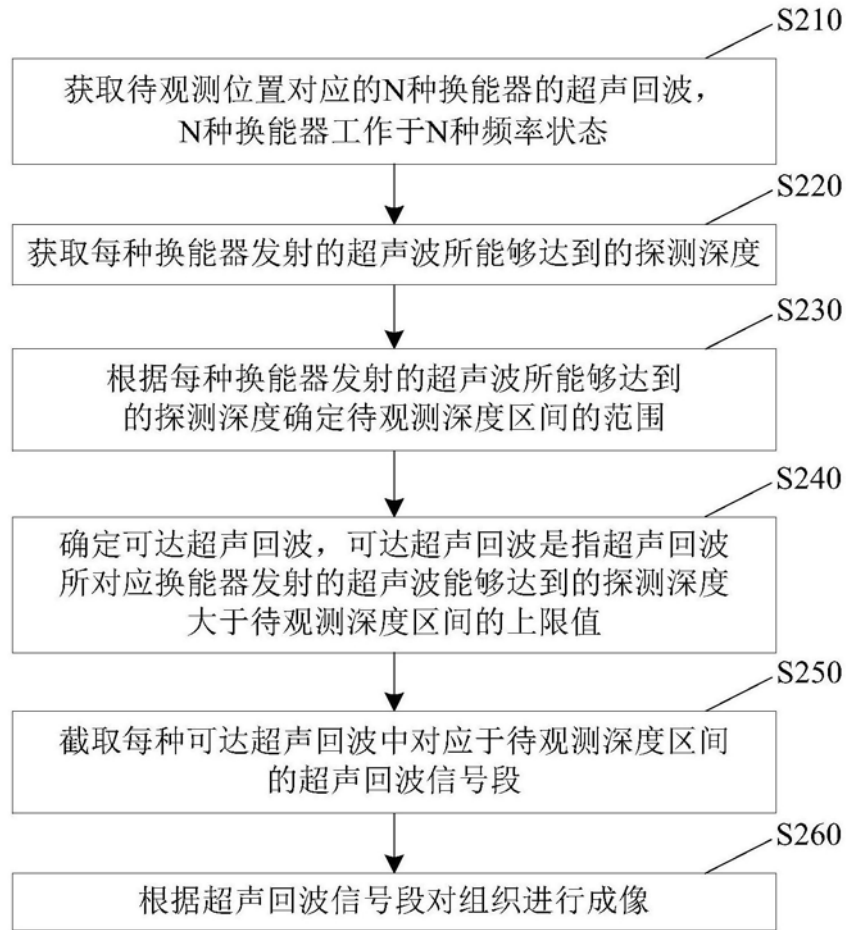 S210
获取待观测位置对应的N种换能器的超声回波，
N种换能器工作于N种频率状态
S220
获取每种换能器发射的超声波所能够达到的探测深度
S230
根据每种换能器发射的超声波所能够达到
的探测深度确定待观测深度区间的范围
S240
确定可达超声回波，可达超声回波是指超声回波
所对应换能器发射的超声波能够达到的探测深度
大于待观测深度区间的上限值
S250
截取每种可达超声回波中对应于待观测深度区间
的超声回波信号段
S260
根据超声回波信号段对组织进行成像